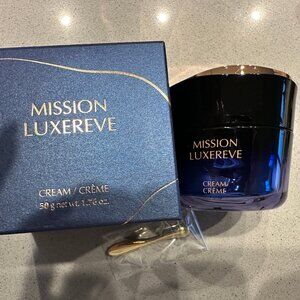 MISSION
LUXEREVE
CREAM / CRÈME
50 g net wt. 1.76 oz.
MISSION
LUXEREVE
CREAM/
CRÈME